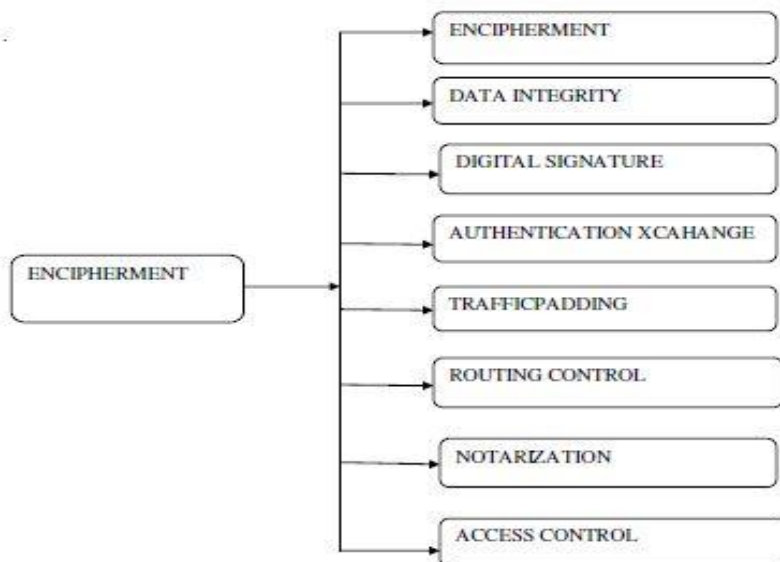 ENCIPHERMENT
DATA INTEGRITY
DIGITAL SIGNATURE
AUTHENTICATION XCAHANGE
ENCIPHERMENT
TRAFFICPADDING
ROUTING CONTROL
NOTARIZATION
ACCESS CONTROL